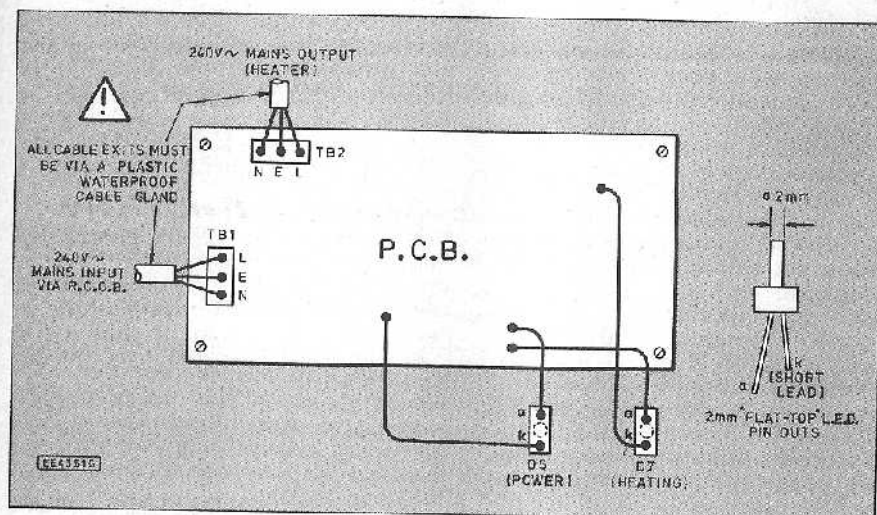 240V~ MAINS OUTPUT
(HEATER)
!
ALL CABLE EXITS MUST
BE VIA A PLASTIC
WATERPROOF
CABLE GLAND
TB2
N E L
TB1
L
E
N
240V~
MAINS INPUT
VIA R.C.C.B.
P.C.B.
a
k
D5
(POWER)
a
k
D7
(HEATING)
2mm
a
k
(SHORT
LEAD)
2mm "FLAT-TOP" L.E.D.
PIN OUTS